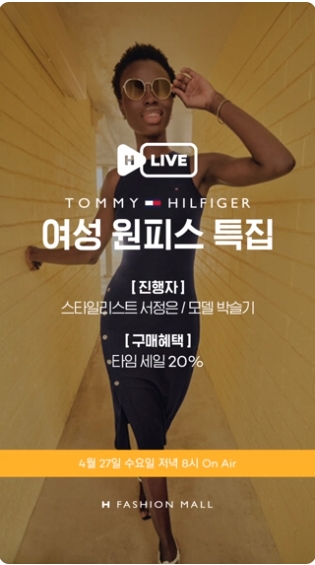 H LIVE
TOMMY HILFIGER
여성 원피스 특집
[ 진행자 ]
스타일리스트 서정은 / 모델 박슬기
[ 구매혜택 ]
타임 세일 20%
4월 27일 수요일 저녁 8시 On Air
H FASHION MALL